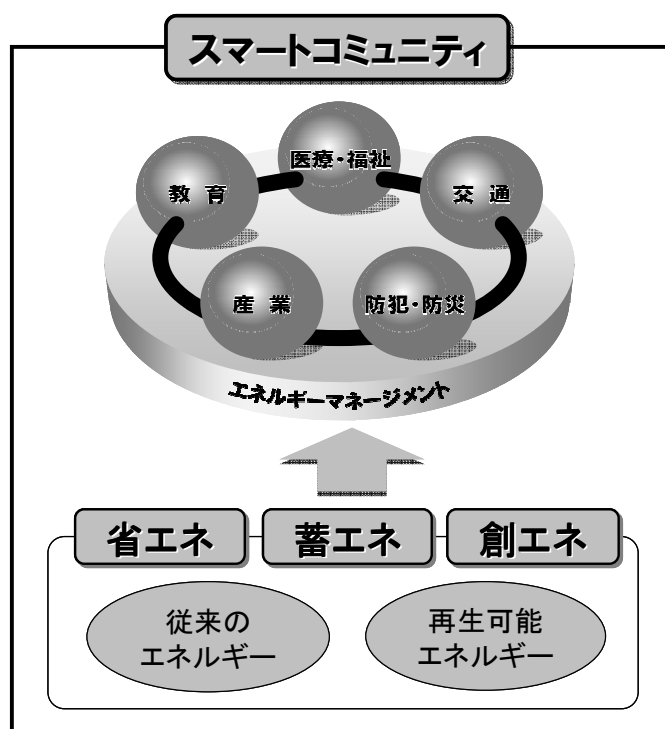 スマートコミュニティ
医療・福祉
教 育
交 通
産 業
防犯・防災
エネルギーマネージメント
省エネ
蓄エネ
創エネ
従来の
エネルギー
再生可能
エネルギー